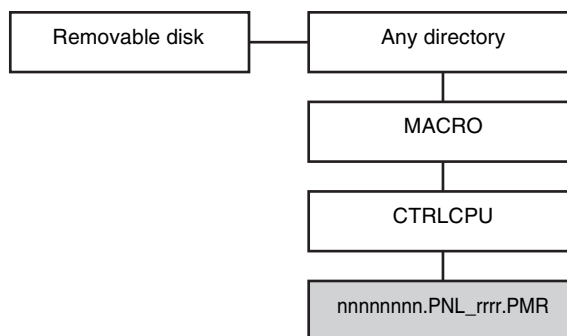 Removable disk
Any directory
MACRO
CTRLCPU
nnnnnnnn.PNL_rrrr.PMR